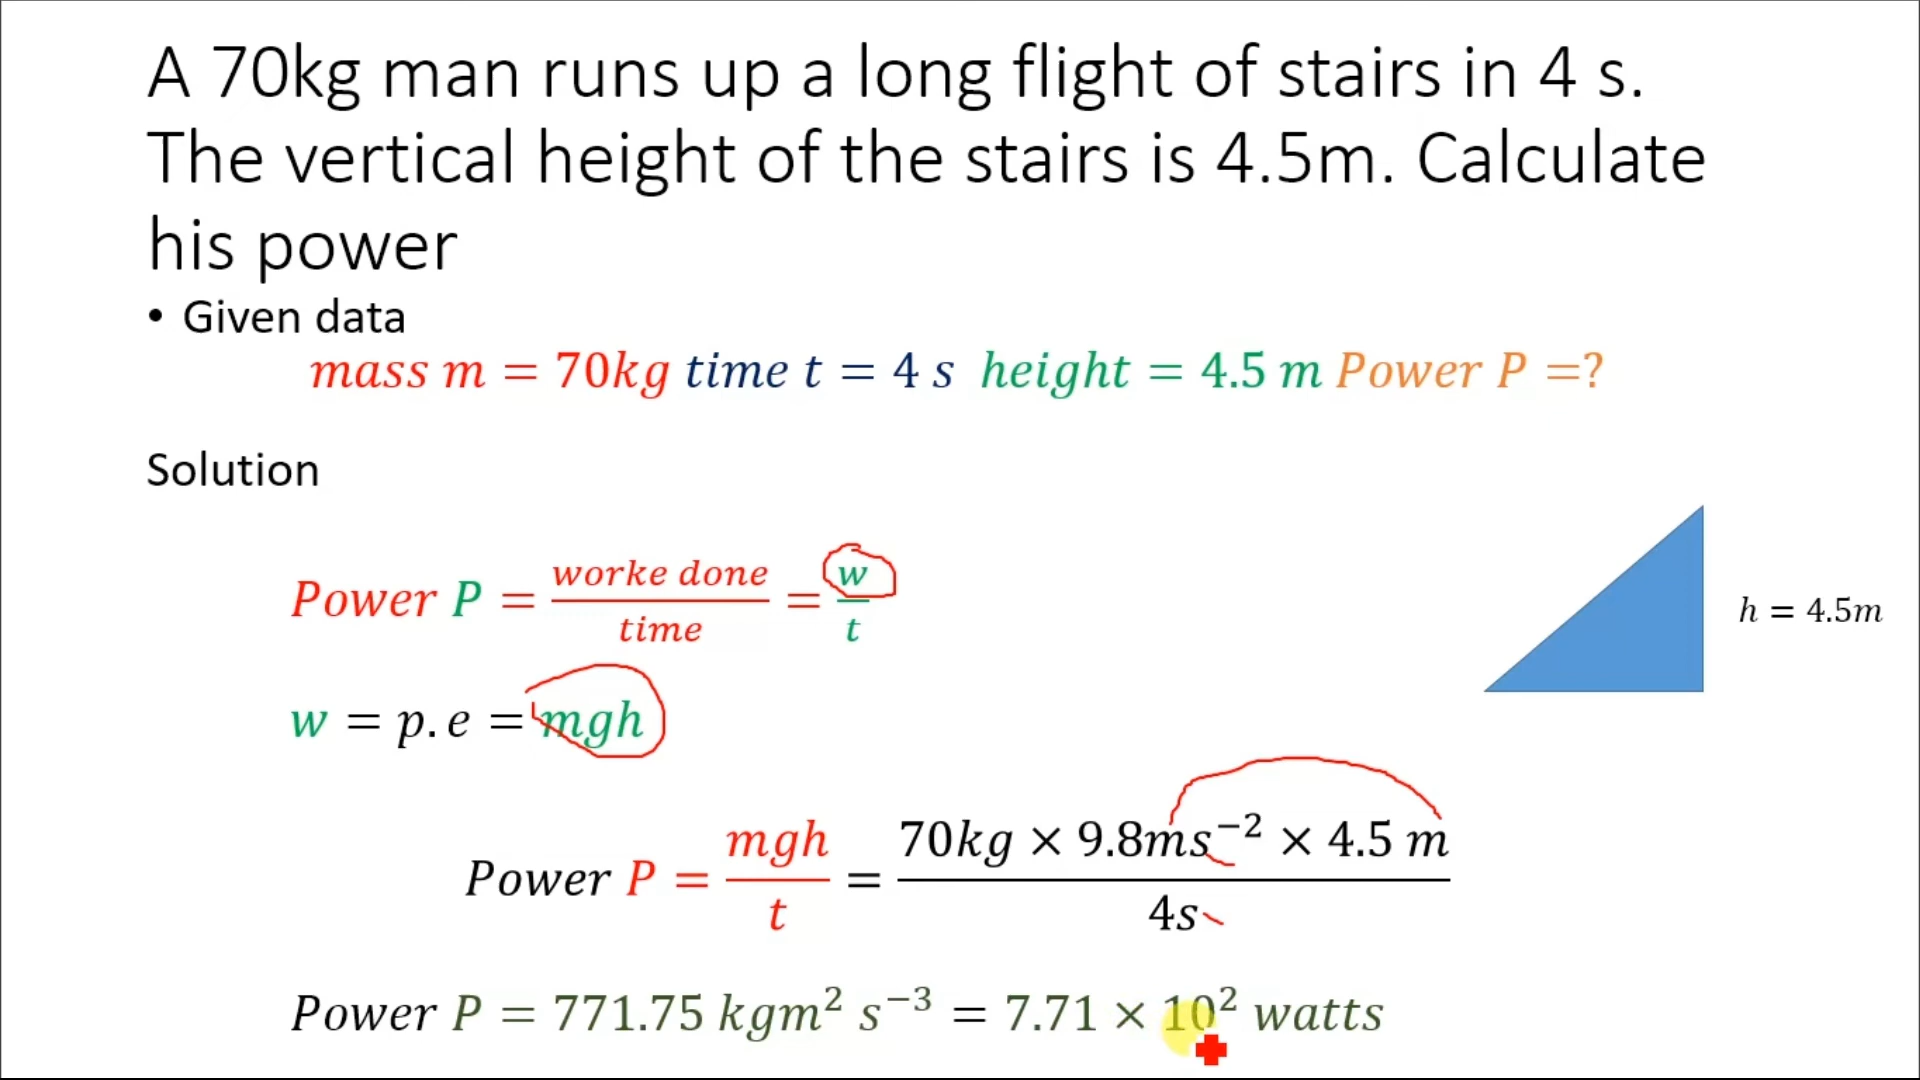 A 70kg man runs up a long flight of stairs in 4 s.
The vertical height of the stairs is 4.5m. Calculate
his power
• Given data
mass m = 70kg time t = 4 s height = 4.5 m Power P =?
Solution
Power P = worke done / time = w / t
h = 4.5m
w = p.e = mgh
Power P = mgh / t = 70kg × 9.8ms⁻² × 4.5 m / 4s
Power P = 771.75 kgm² s⁻³ = 7.71 × 10² watts